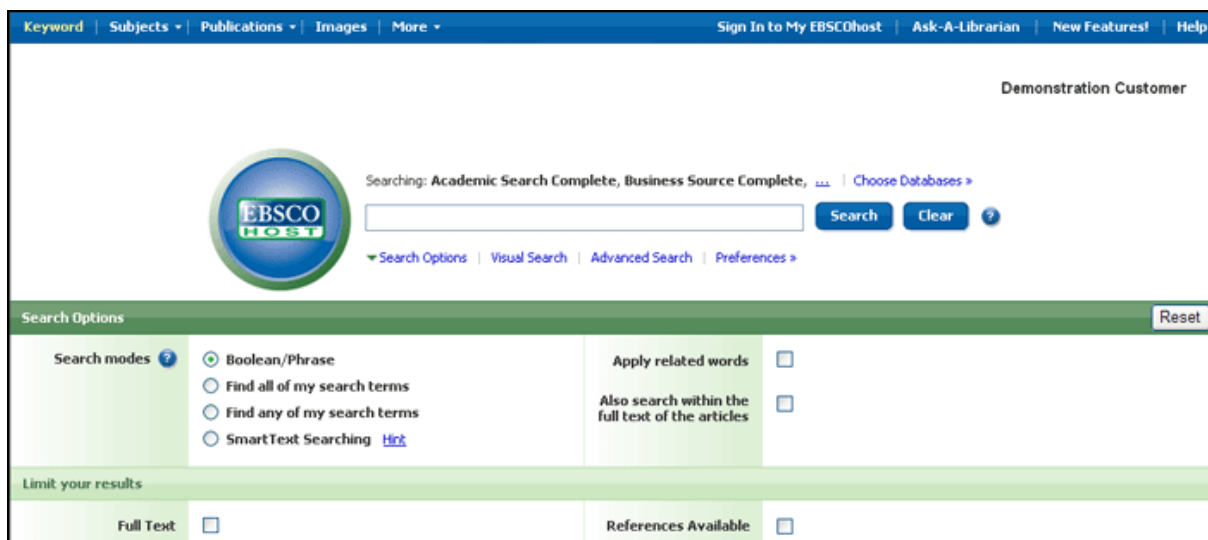 Keyword | Subjects | Publications | Images | More Sign In to My EBSCOhost | Ask-A-Librarian | New Features! | Help
Demonstration Customer
Searching: Academic Search Complete, Business Source Complete, ... | Choose Databases »
EBSCO
HOST
Search Clear ?
Search Options | Visual Search | Advanced Search | Preferences »
Search Options Reset
Search modes ? Boolean/Phrase Apply related words
Find all of my search terms
Also search within the
full text of the articles
Find any of my search terms
SmartText Searching Hint
Limit your results
Full Text References Available